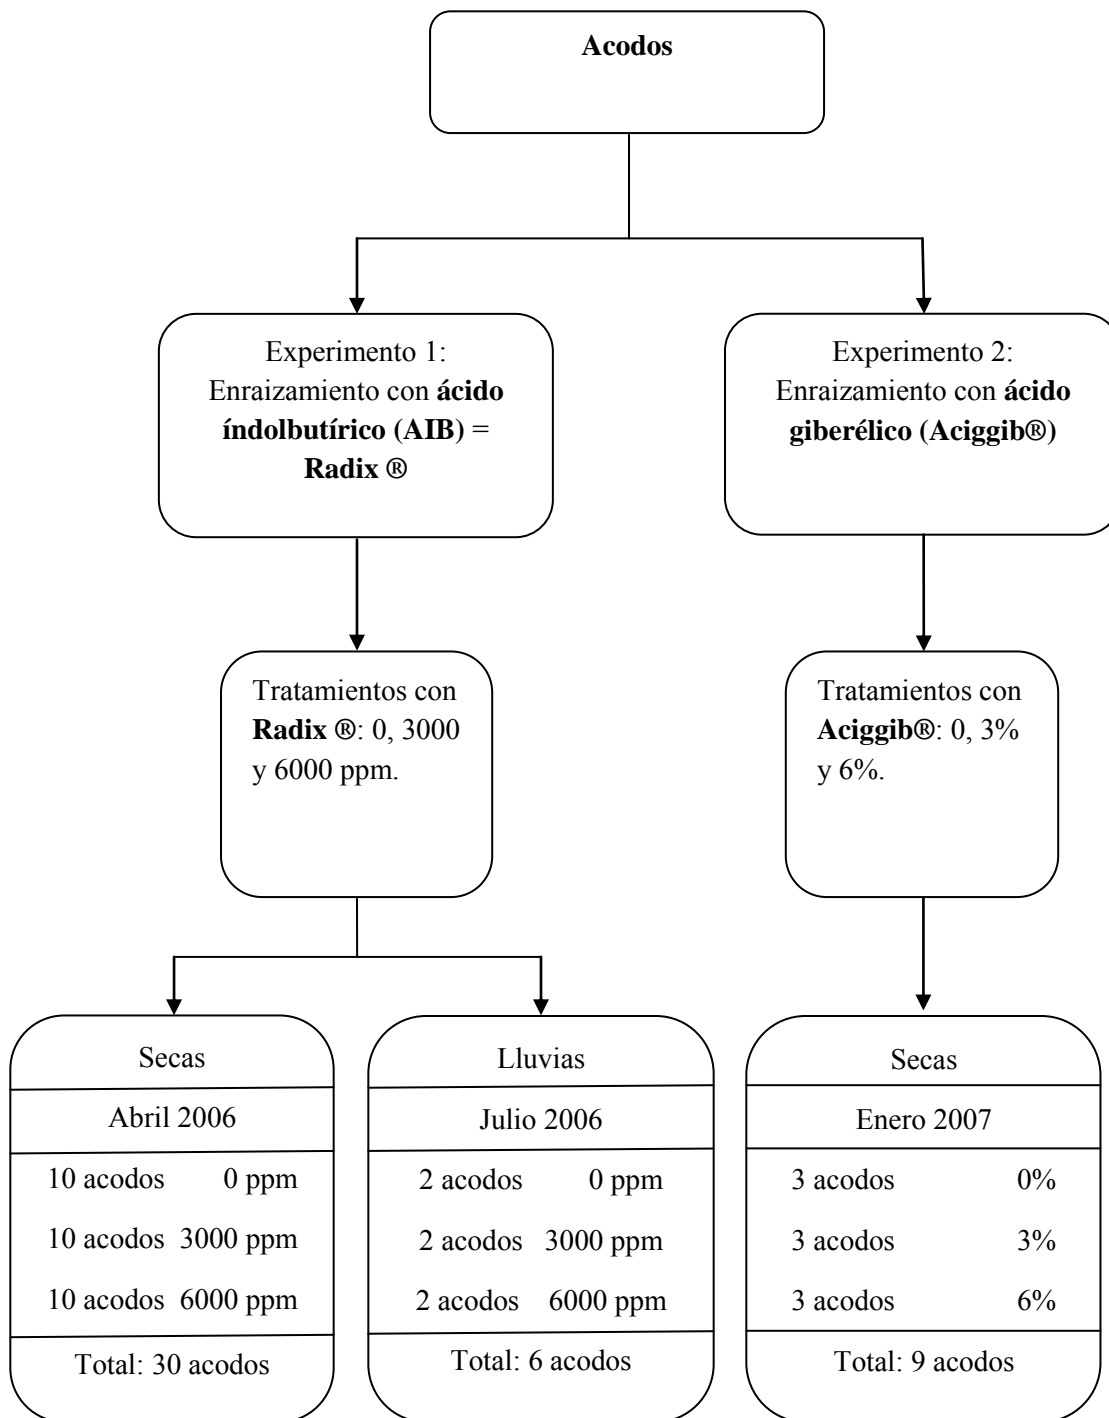 Acodos
Experimento 1:
Enraizamiento con ácido
índolbutírico (AIB) =
Radix ®
Experimento 2:
Enraizamiento con ácido
giberélico (Aciggib®)
Tratamientos con
Radix ®: 0, 3000
y 6000 ppm.
Tratamientos con
Aciggib®: 0, 3%
y 6%.
Secas
Abril 2006
10 acodos 0 ppm
10 acodos 3000 ppm
10 acodos 6000 ppm
Total: 30 acodos
Lluvias
Julio 2006
2 acodos 0 ppm
2 acodos 3000 ppm
2 acodos 6000 ppm
Total: 6 acodos
Secas
Enero 2007
3 acodos 0%
3 acodos 3%
3 acodos 6%
Total: 9 acodos